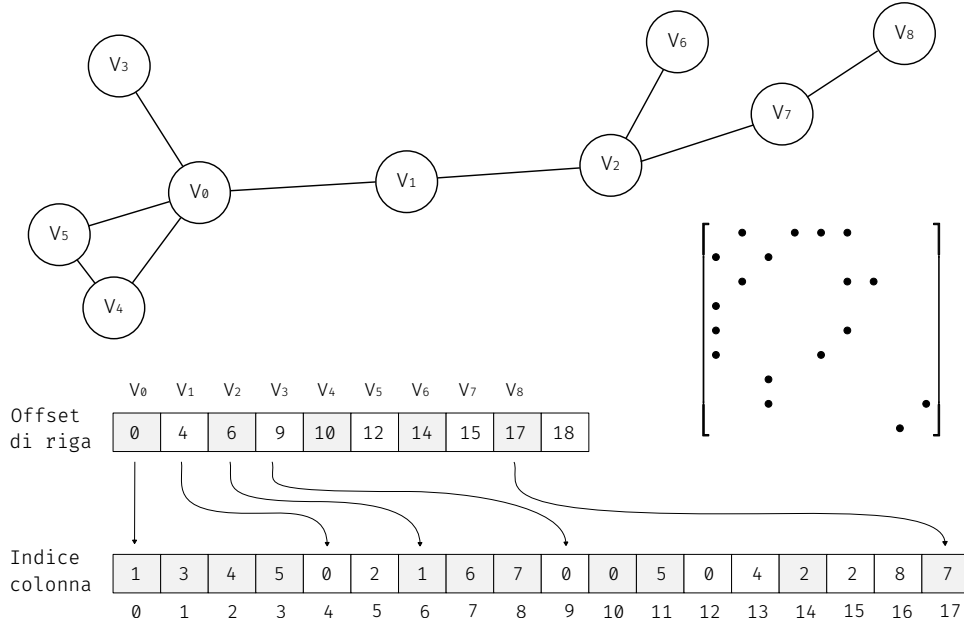 V8
V6
V3
V7
V2
V1
V0
V5
V4
V0 V1 V2 V3 V4 V5 V6 V7 V8
Offset
di riga
0 4 6 9 10 12 14 15 17 18
Indice
colonna
1 3 4 5 0 2 1 6 7 0 0 5 0 4 2 2 8 7
0 1 2 3 4 5 6 7 8 9 10 11 12 13 14 15 16 17